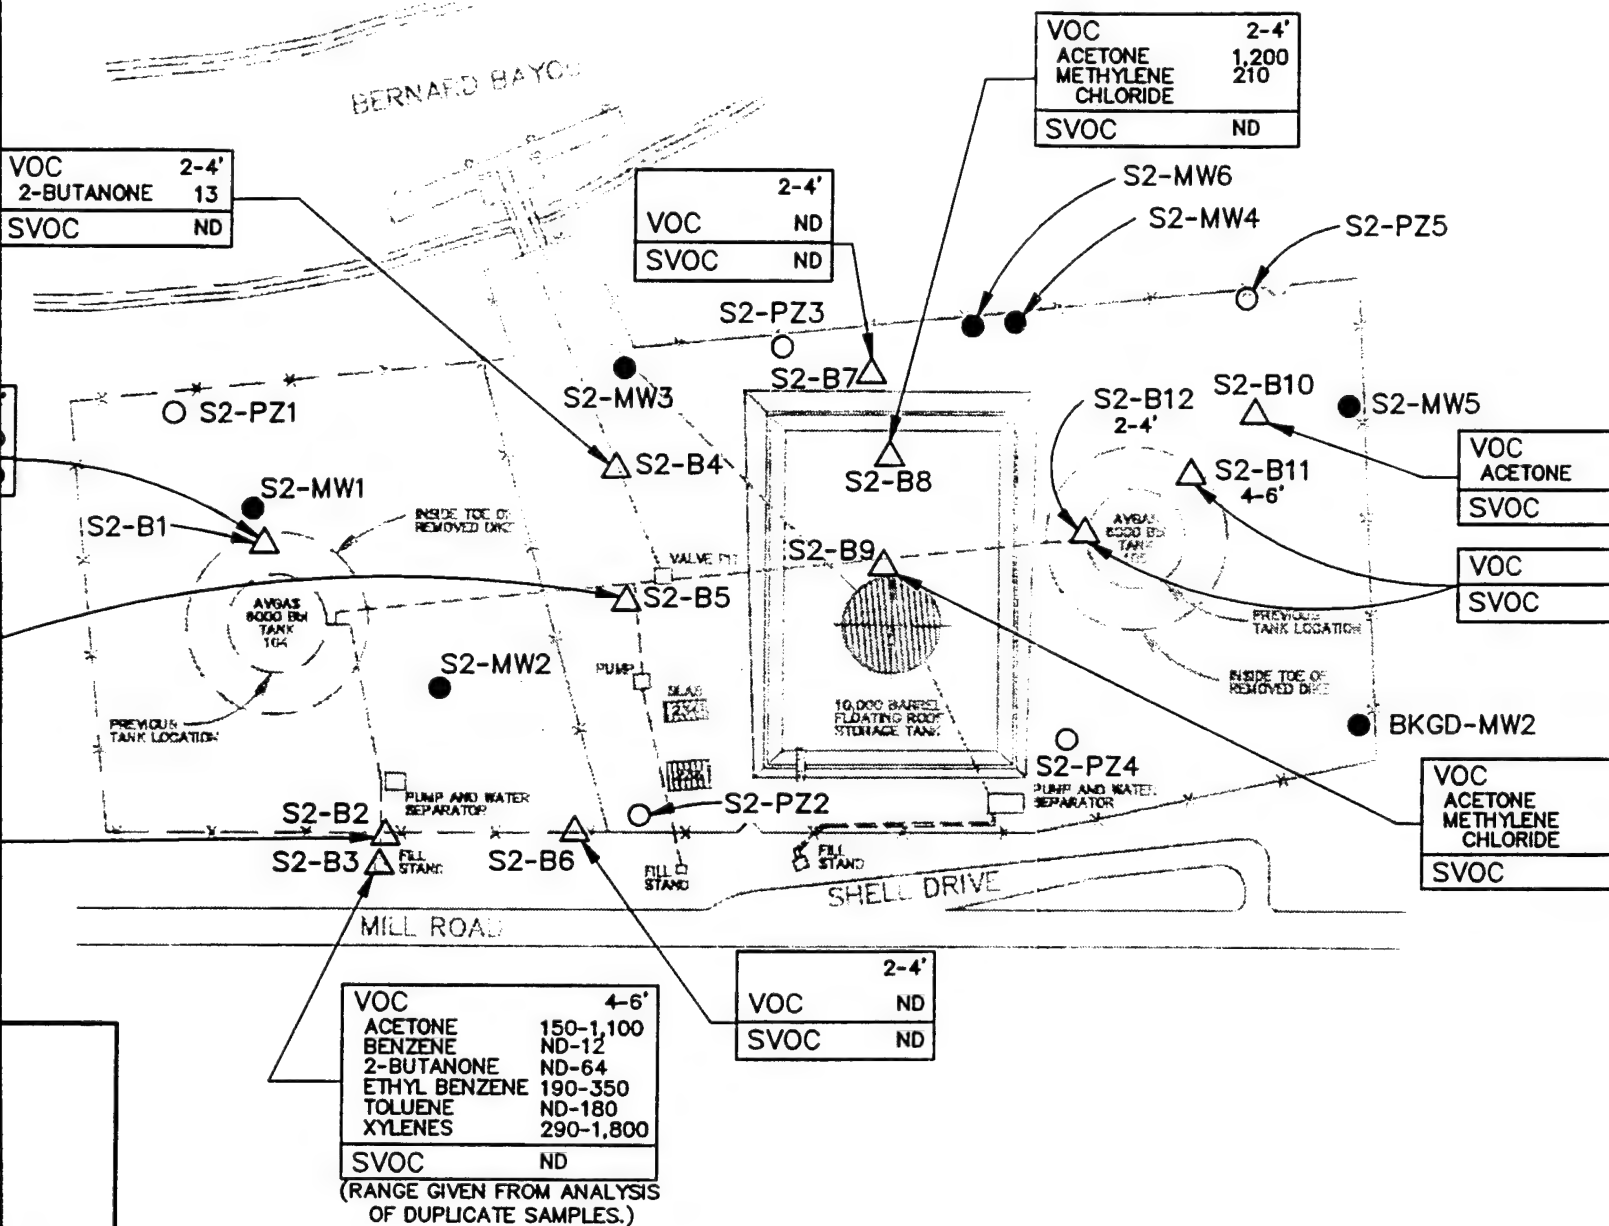 BERNARD BAYOU
VOC 2-4'
ACETONE 1,200
METHYLENE 210
CHLORIDE
SVOC ND
VOC 2-4'
2-BUTANONE 13
SVOC ND
2-4'
VOC ND
SVOC ND
S2-MW6
S2-MW4
S2-PZ5
S2-PZ3
S2-B7
S2-MW3
S2-PZ1
S2-B12
2-4'
S2-B10
S2-MW5
VOC
ACETONE
SVOC
S2-B4
S2-B8
S2-B11
4-6'
S2-MW1
S2-B1
INSIDE TOE OF
REMOVED DIKE
AVGAS
S2-B9
VALVE PIT
VOC
SVOC
S2-B5
AVGAS
TANK
PREVIOUS
TANK LOCATION
S2-MW2
PUMP
INSIDE TOE OF
REMOVED DIKE
SLAB
10,000 BARREL
FLOATING ROOF
STORAGE TANK
PREVIOUS
TANK LOCATION
BKGD-MW2
S2-PZ4
VOC
ACETONE
METHYLENE
CHLORIDE
SVOC
PUMP AND WATER
SEPARATOR
PUMP AND WATER
SEPARATOR
S2-PZ2
S2-B2
S2-B3
FILL
STAND
S2-B6
FILL
STAND
FILL
STAND
SHELL DRIVE
MILL ROAD
2-4'
VOC ND
SVOC ND
VOC 4-6'
ACETONE 150-1,100
BENZENE ND-12
2-BUTANONE ND-64
ETHYL BENZENE 190-350
TOLUENE ND-180
XYLENES 290-1,800
SVOC ND
(RANGE GIVEN FROM ANALYSIS
OF DUPLICATE SAMPLES.)